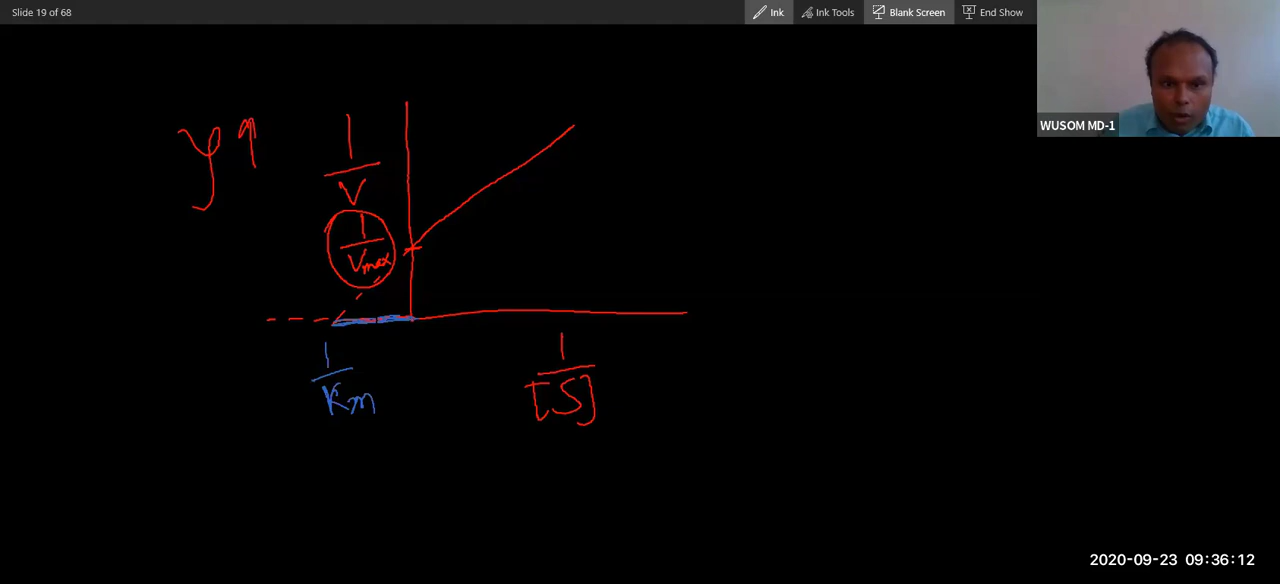 Slide 19 of 68
Ink
Ink Tools
Blank Screen
End Show
WUSOM MD-1
1
V
1
Vmax
1
Km
1
[S]
2020-09-23 09:36:12